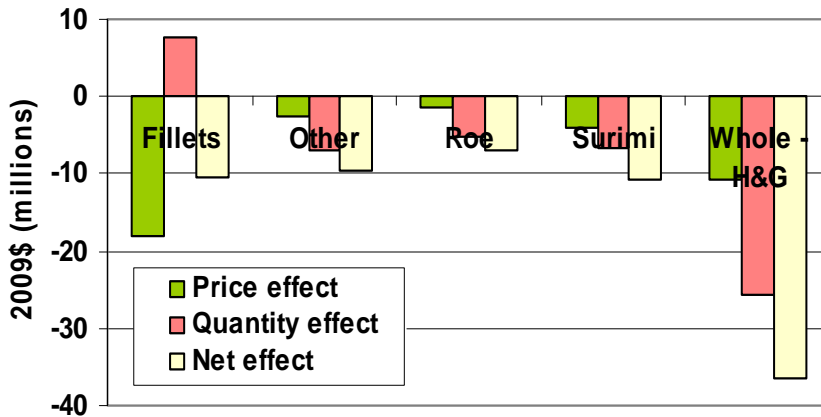 10
0
-10
-20
-30
-40
2009$ (millions)
Fillets
Other
Roe
Surimi
Whole -
H&G
Price effect
Quantity effect
Net effect